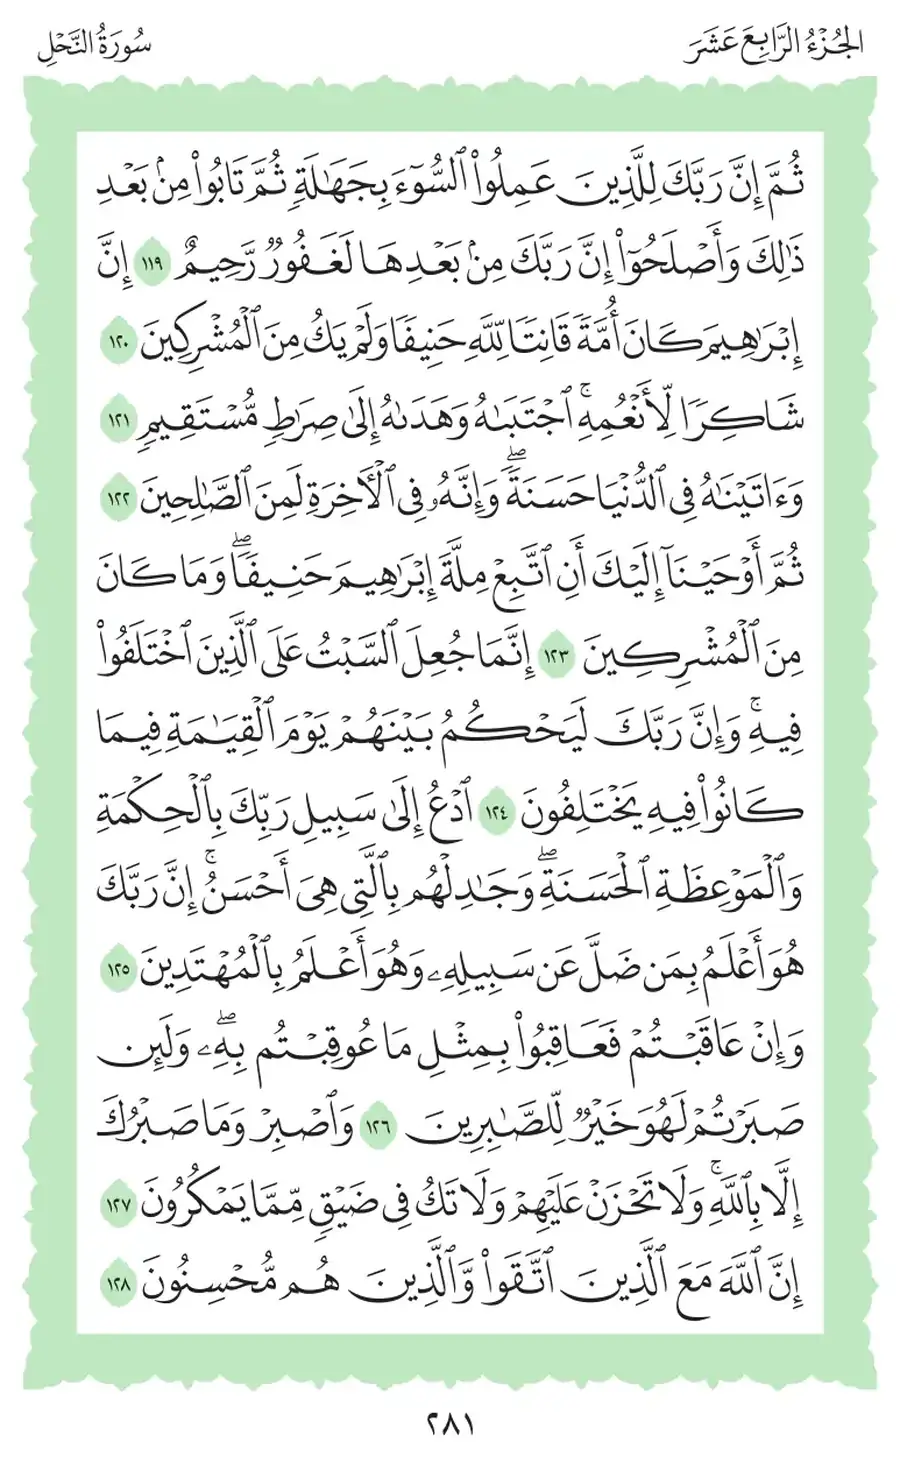 الجُزْءُ الرَّابِعَ عَشَرَ
سُورَةُ النَّحْلِ
ثُمَّ إِنَّ رَبَّكَ لِلَّذِينَ عَمِلُوا۟ ٱلسُّوٓءَ بِجَهَٰلَةٍۢ ثُمَّ تَابُوا۟ مِنۢ بَعْدِ
ذَٰلِكَ وَأَصْلَحُوٓا۟ إِنَّ رَبَّكَ مِنۢ بَعْدِهَا لَغَفُورٌۭ رَّحِيمٌ ١١٩ إِنَّ
إِبْرَٰهِيمَ كَانَ أُمَّةًۭ قَانِتًۭا لِّلَّهِ حَنِيفًۭا وَلَمْ يَكُ مِنَ ٱلْمُشْرِكِينَ ١٢٠
شَاكِرًۭا لِّأَنْعُمِهِ ۚ ٱجْتَبَىٰهُ وَهَدَىٰهُ إِلَىٰ صِرَٰطٍۢ مُّسْتَقِيمٍۢ ١٢١
وَءَاتَيْنَٰهُ فِى ٱلدُّنْيَا حَسَنَةًۭ ۖ وَإِنَّهُۥ فِى ٱلْـَٔاخِرَةِ لَمِنَ ٱلصَّٰلِحِينَ ١٢٢
ثُمَّ أَوْحَيْنَآ إِلَيْكَ أَنِ ٱتَّبِعْ مِلَّةَ إِبْرَٰهِيمَ حَنِيفًۭا ۖ وَمَا كَانَ
مِنَ ٱلْمُشْرِكِينَ ١٢٣ إِنَّمَا جُعِلَ ٱلسَّبْتُ عَلَى ٱلَّذِينَ ٱخْتَلَفُوا۟
فِيهِ ۚ وَإِنَّ رَبَّكَ لَيَحْكُمُ بَيْنَهُمْ يَوْمَ ٱلْقِيَٰمَةِ فِيمَا
كَانُوا۟ فِيهِ يَخْتَلِفُونَ ١٢٤ ٱدْعُ إِلَىٰ سَبِيلِ رَبِّكَ بِٱلْحِكْمَةِ
وَٱلْمَوْعِظَةِ ٱلْحَسَنَةِ ۖ وَجَٰدِلْهُم بِٱلَّتِى هِىَ أَحْسَنُ ۚ إِنَّ رَبَّكَ
هُوَ أَعْلَمُ بِمَن ضَلَّ عَن سَبِيلِهِۦ وَهُوَ أَعْلَمُ بِٱلْمُهْتَدِينَ ١٢٥
وَإِنْ عَاقَبْتُمْ فَعَاقِبُوا۟ بِمِثْلِ مَا عُوقِبْتُم بِهِۦ ۖ وَلَئِن
صَبَرْتُمْ لَهُوَ خَيْرٌۭ لِّلصَّٰبِرِينَ ١٢٦ وَٱصْبِرْ وَمَا صَبْرُكَ
إِلَّا بِٱللَّهِ ۚ وَلَا تَحْزَنْ عَلَيْهِمْ وَلَا تَكُ فِى ضَيْقٍۢ مِّمَّا يَمْكُرُونَ ١٢٧
إِنَّ ٱللَّهَ مَعَ ٱلَّذِينَ ٱتَّقَوا۟ وَّٱلَّذِينَ هُم مُّحْسِنُونَ ١٢٨
٢٨١